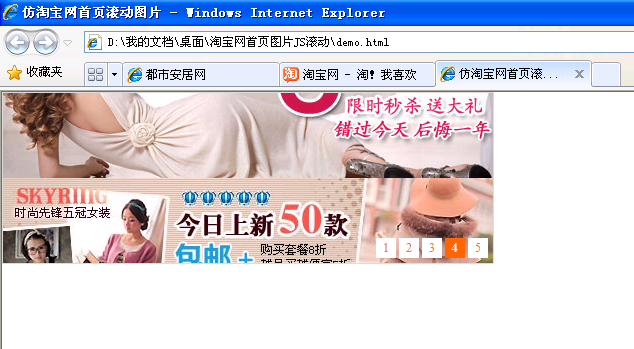 仿淘宝网首页滚动图片 - Windows Internet Explorer
D:\我的文档\桌面\淘宝网首页图片JS滚动\demo.html
收藏夹
都市安居网
淘宝网 - 淘！我喜欢
仿淘宝网首页滚...
限时秒杀 送大礼
错过今天 后悔一年
SKYRING
时尚先锋五冠女装
今日上新50款
包邮 +
购买套餐8折
1 2 3 4 5